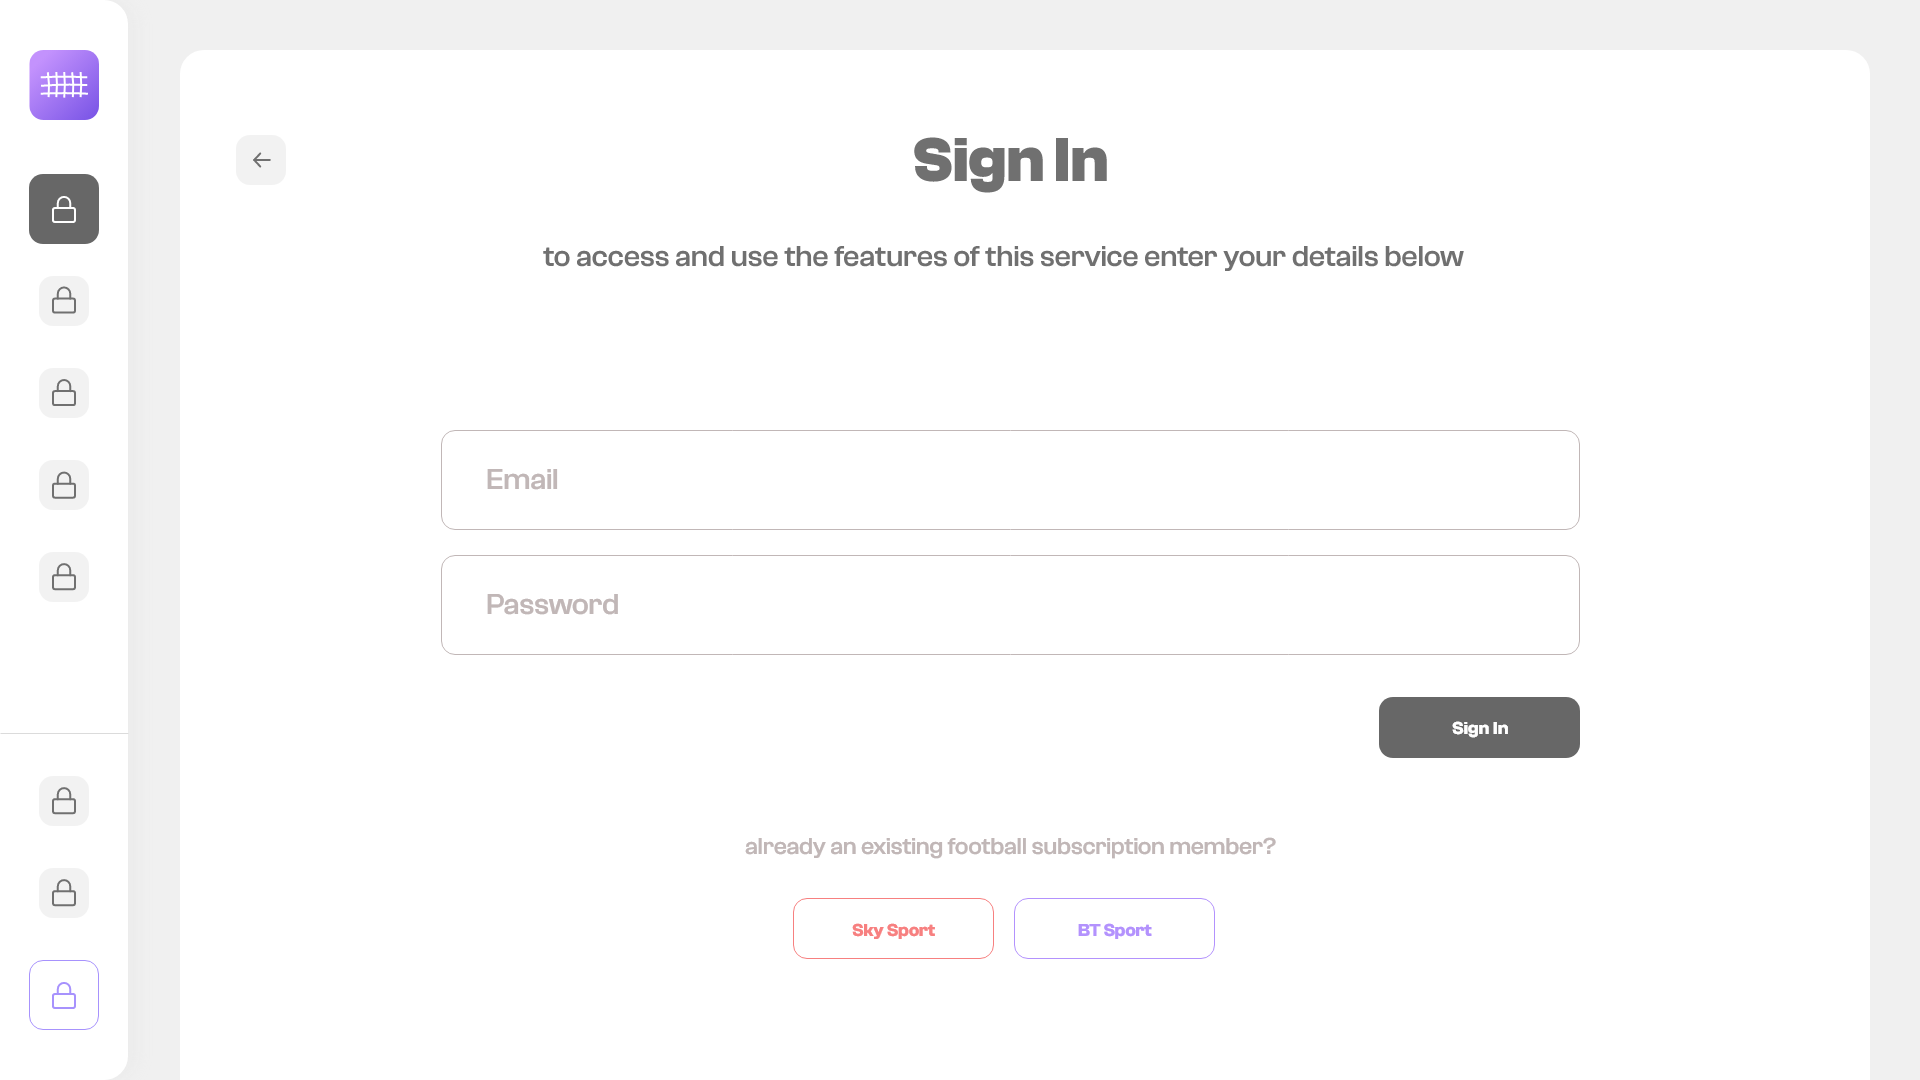 Sign In
to access and use the features of this service enter your details below
Email
Password
Sign In
already an existing football subscription member?
Sky Sport
BT Sport